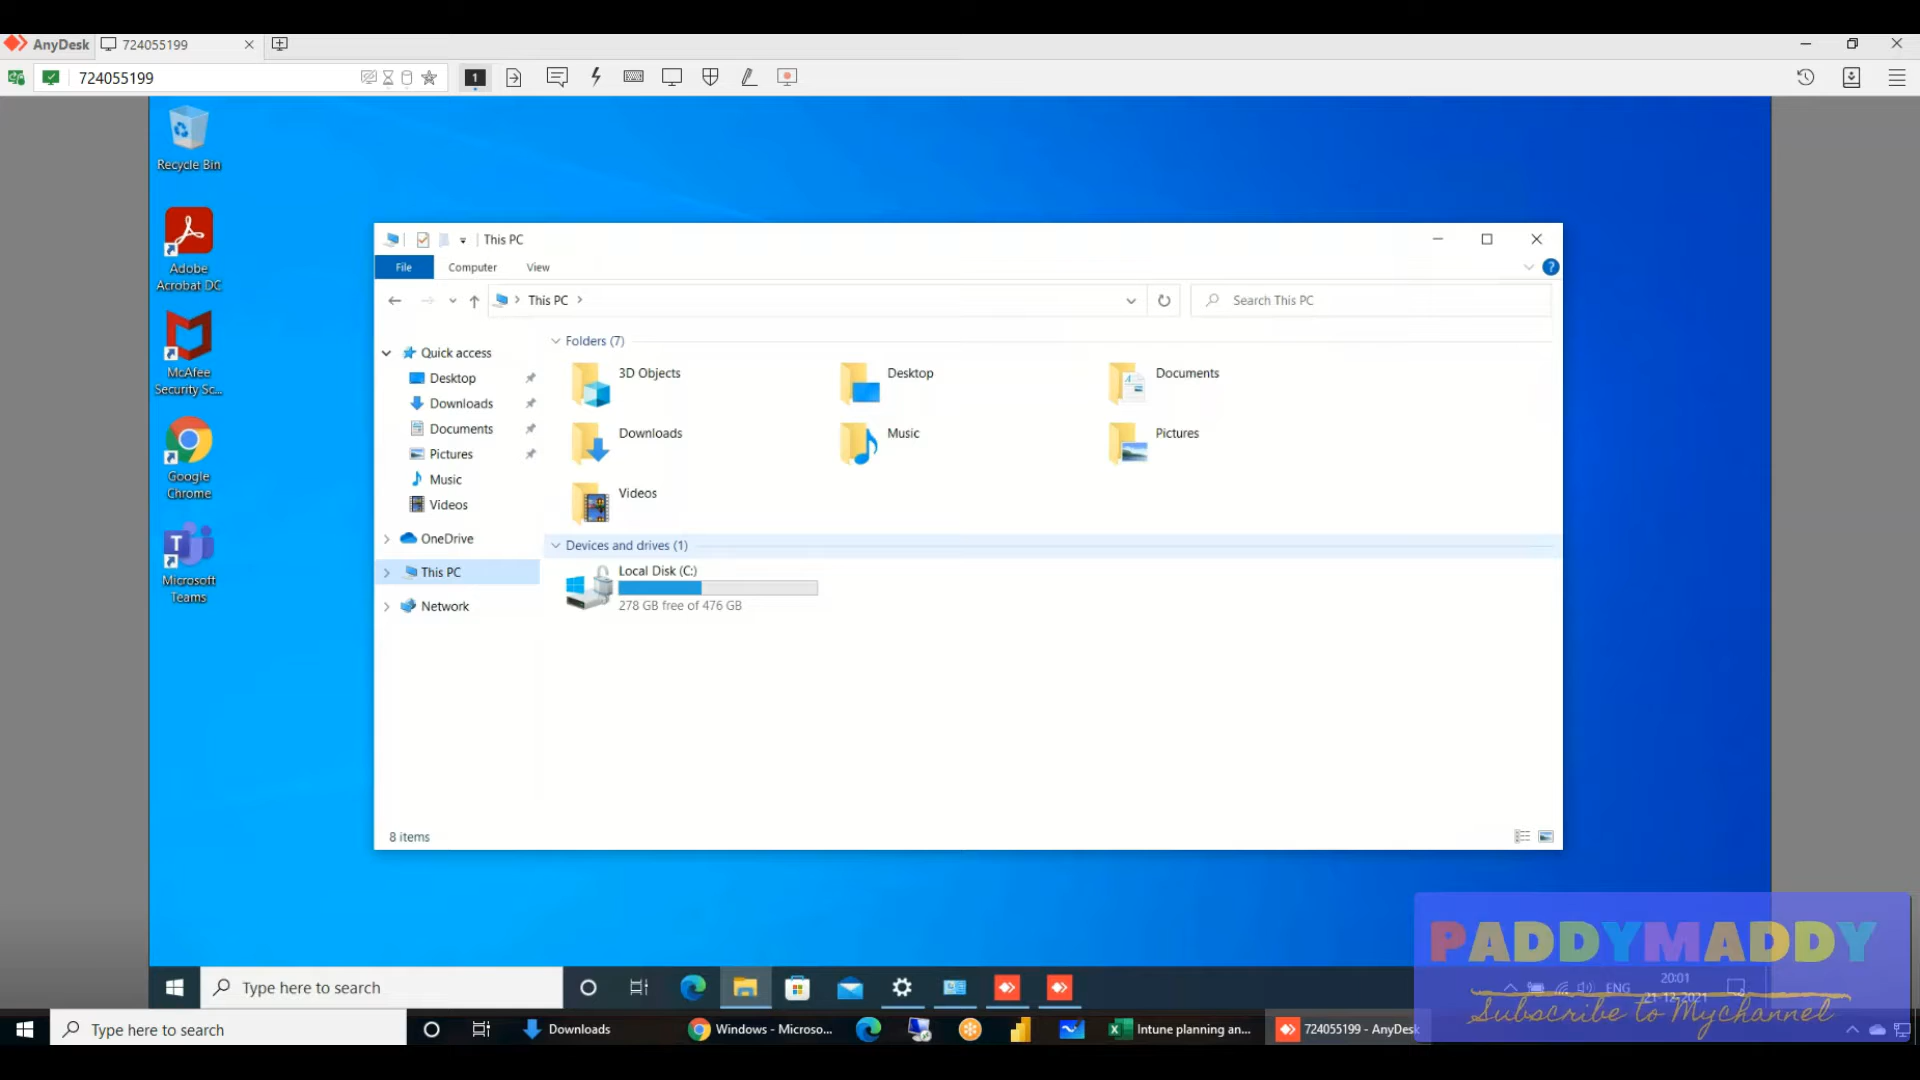 AnyDesk
724055199
724055199
1
Recycle Bin
Adobe
Acrobat DC
McAfee
Security Sc...
Google
Chrome
Microsoft
Teams
This PC
File
Computer
View
This PC
Search This PC
Quick access
Desktop
Downloads
Documents
Pictures
Music
Videos
OneDrive
This PC
Network
Folders (7)
3D Objects
Desktop
Documents
Downloads
Music
Pictures
Videos
Devices and drives (1)
Local Disk (C:)
278 GB free of 476 GB
8 items
Type here to search
ENG
20:01
21-12-2021
PADDYMADDY
Subscribe to Mychannel
Type here to search
Downloads
Windows - Microso...
Intune planning an...
724055199 - AnyDesk